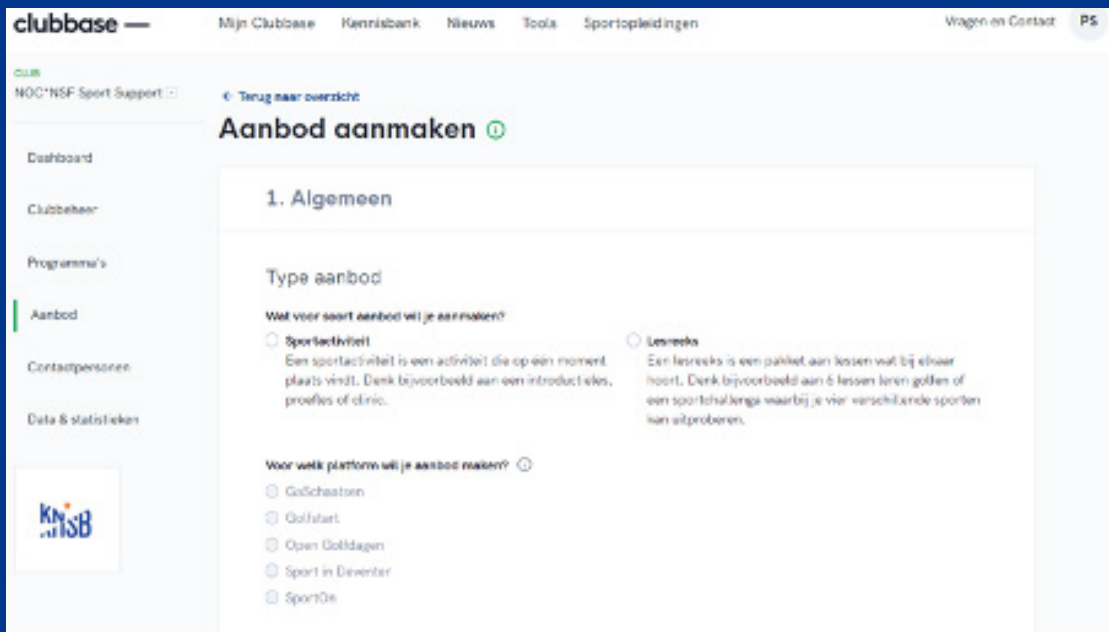 clubbase —
Mijn Clubbase Kennisbank Nieuws Tools Sportopleidingen Vragen en Contact PS
CLUB
NOC*NSF Sport Support
← Terug naar overzicht
Aanbod aanmaken
Dashboard
Clubbeheer
Programma's
Aanbod
Contactpersonen
Data & statistieken
KNSB
1. Algemeen
Type aanbod
Wat voor soort aanbod wil je aanmaken?
Sportactiviteit
Een sportactiviteit is een activiteit die op één moment
plaats vindt. Denk bijvoorbeeld aan een introductieles,
proefles of clinic.
Lesreeks
Een lesreeks is een pakket aan lessen wat bij elkaar
hoort. Denk bijvoorbeeld aan 6 lessen leren golfen of
een sportchallenge waarbij je vier verschillende sporten
kan uitproberen.
Voor welk platform wil je aanbod maken?
GaSchaatsen
Golfstart
Open Golfdagen
Sport in Deventer
SportOn